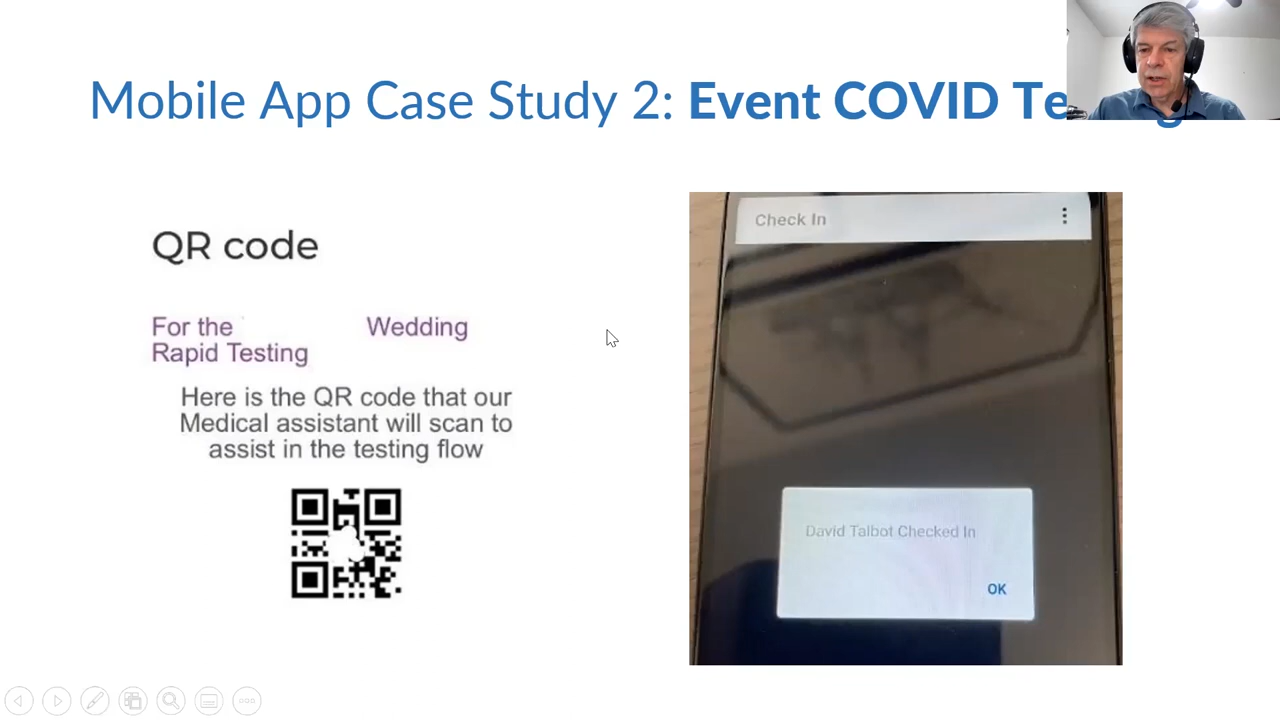 Mobile App Case Study 2: Event COVID
QR code
For the Wedding
Rapid Testing
Here is the QR code that our
Medical assistant will scan to
assist in the testing flow
Check In
David Talbot Checked In
OK